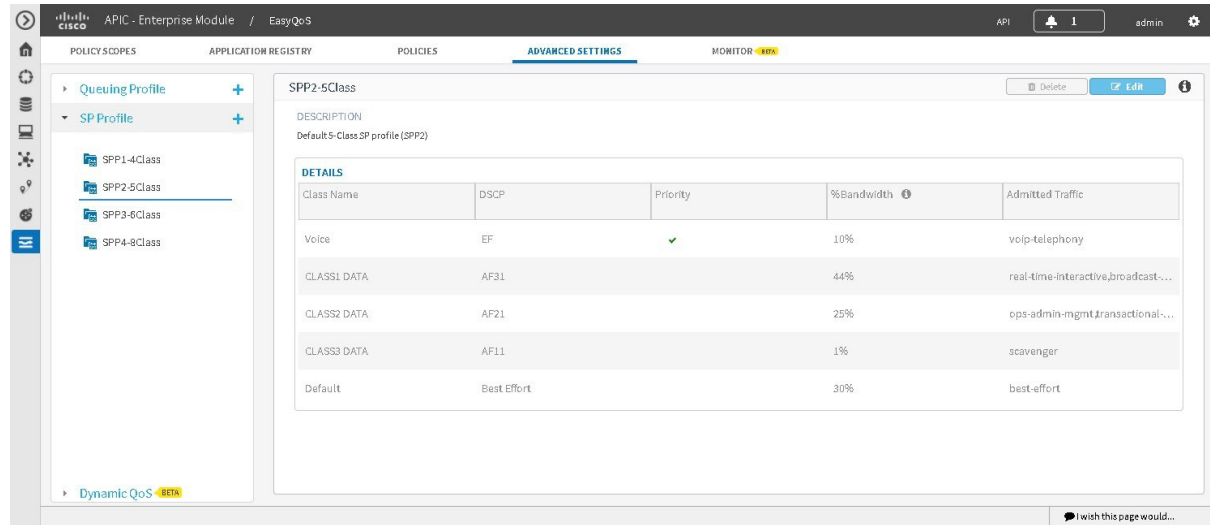 cisco APIC - Enterprise Module / EasyQoS API 1 admin
POLICY SCOPES APPLICATION REGISTRY POLICIES ADVANCED SETTINGS MONITOR BETA
Queuing Profile +
SP Profile +
SPP1-4Class
SPP2-5Class
SPP3-6Class
SPP4-8Class
Dynamic QoS BETA
SPP2-5Class Delete Edit
DESCRIPTION
Default 5-Class SP profile (SPP2)
DETAILS
Class Name DSCP Priority %Bandwidth Admitted Traffic
Voice EF ✔ 10% voip-telephony
CLASS1 DATA AF31 44% real-time-interactive,broadcast-...
CLASS2 DATA AF21 25% ops-admin-mgmt,transactional-...
CLASS3 DATA AF11 1% scavenger
Default Best Effort 30% best-effort
I wish this page would...